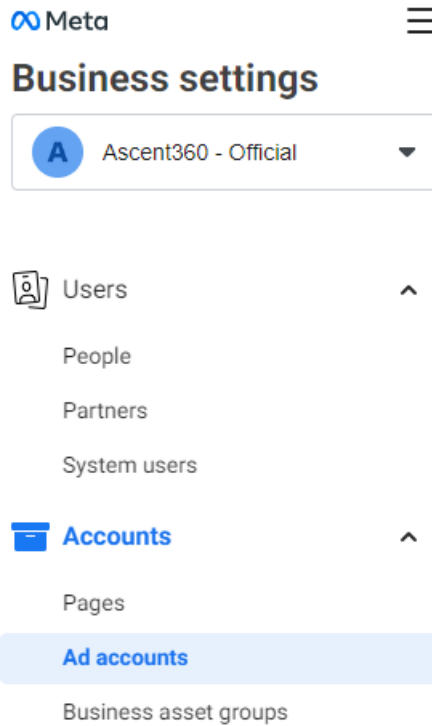 Meta
Business settings
A Ascent360 - Official
Users
People
Partners
System users
Accounts
Pages
Ad accounts
Business asset groups